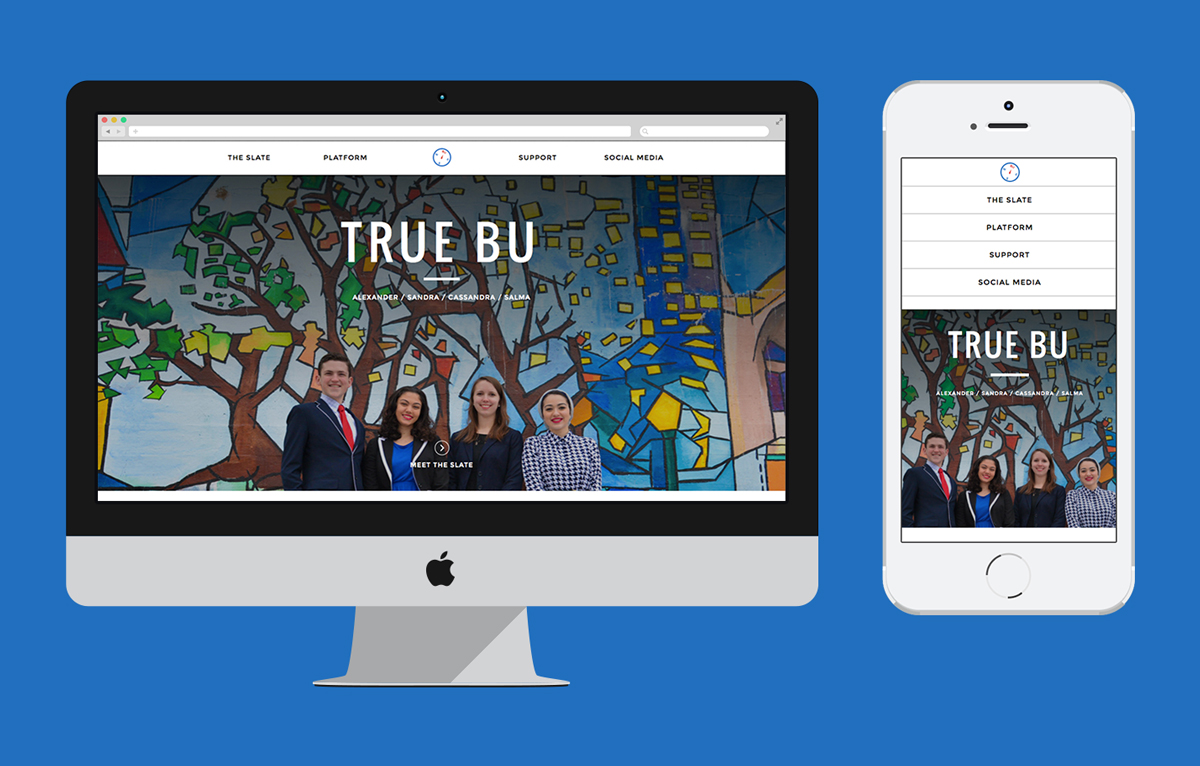 THE SLATE PLATFORM SUPPORT SOCIAL MEDIA
TRUE BU
ALEXANDER / SANDRA / CASSANDRA / SALMA
MEET THE SLATE
THE SLATE
PLATFORM
SUPPORT
SOCIAL MEDIA
TRUE BU
ALEXANDER / SANDRA / CASSANDRA / SALMA